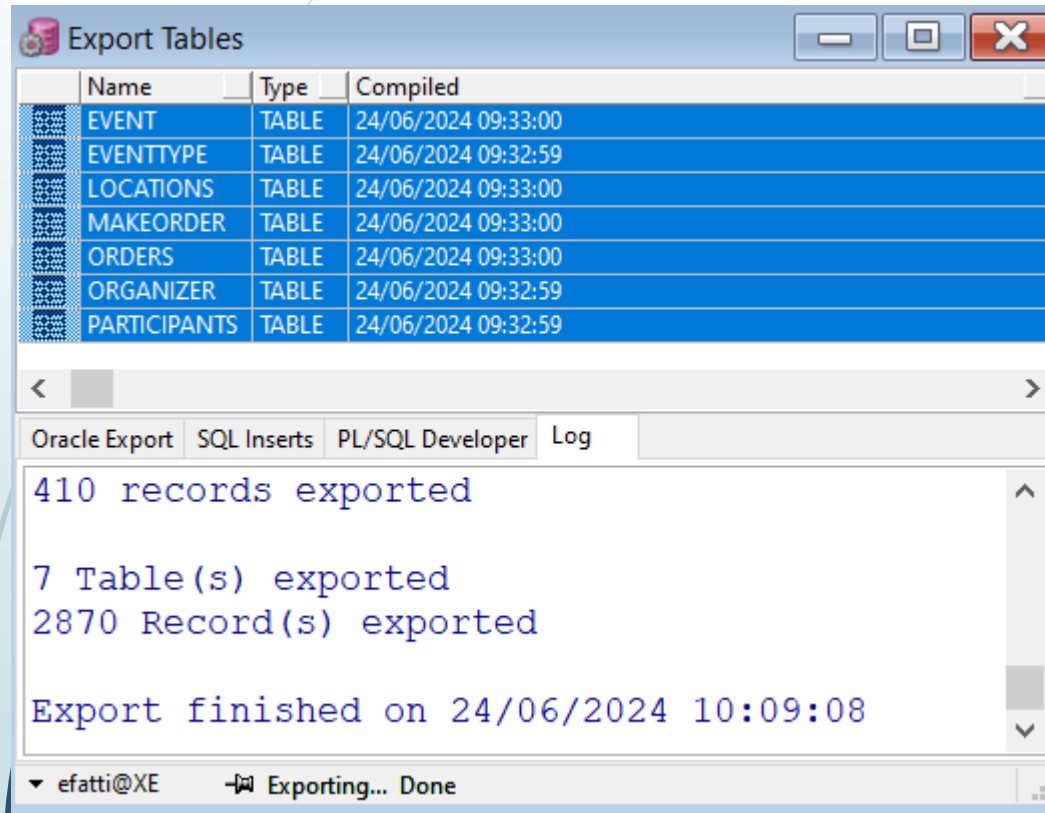 Export Tables
Name Type Compiled
EVENT TABLE 24/06/2024 09:33:00
EVENTTYPE TABLE 24/06/2024 09:32:59
LOCATIONS TABLE 24/06/2024 09:33:00
MAKEORDER TABLE 24/06/2024 09:33:00
ORDERS TABLE 24/06/2024 09:33:00
ORGANIZER TABLE 24/06/2024 09:32:59
PARTICIPANTS TABLE 24/06/2024 09:32:59
Oracle Export SQL Inserts PL/SQL Developer Log
410 records exported
7 Table(s) exported
2870 Record(s) exported
Export finished on 24/06/2024 10:09:08
efatti@XE Exporting... Done